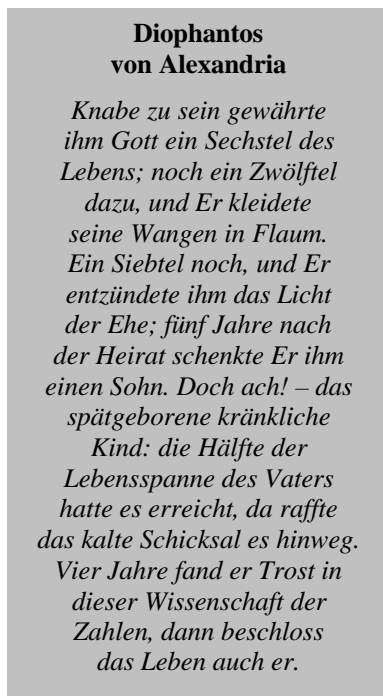 Diophantos
von Alexandria
Knabe zu sein gewährte
ihm Gott ein Sechstel des
Lebens; noch ein Zwölftel
dazu, und Er kleidete
seine Wangen in Flaum.
Ein Siebtel noch, und Er
entzündete ihm das Licht
der Ehe; fünf Jahre nach
der Heirat schenkte Er ihm
einen Sohn. Doch ach! – das
spätgeborene kränkliche
Kind: die Hälfte der
Lebensspanne des Vaters
hatte es erreicht, da raffte
das kalte Schicksal es hinweg.
Vier Jahre fand er Trost in
dieser Wissenschaft der
Zahlen, dann beschloss
das Leben auch er.